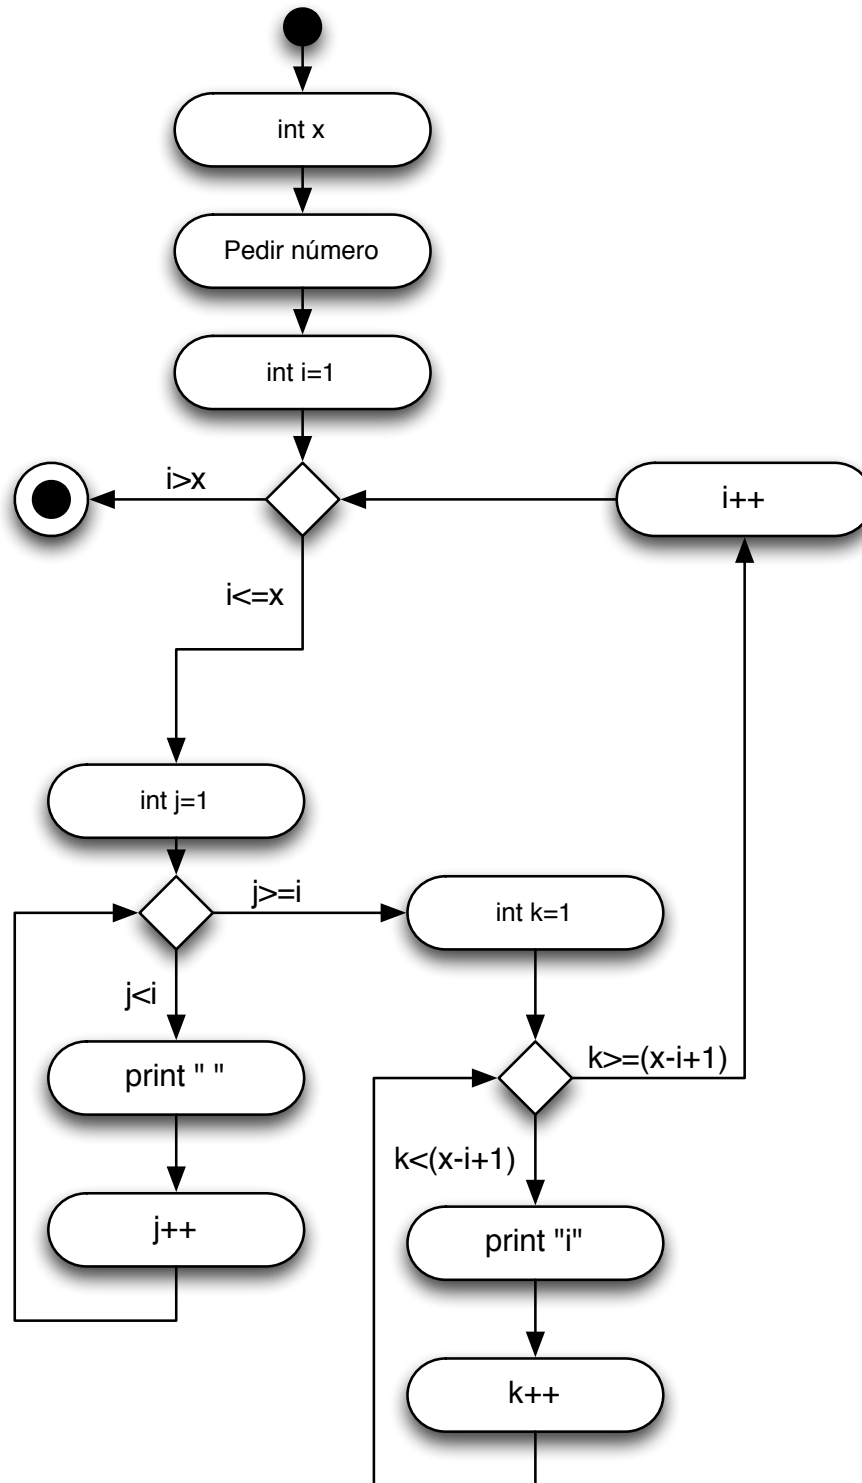 int x
Pedir número
int i=1
i>x
i++
i<=x
int j=1
j>=i
int k=1
j<i
print " "
k>=(x-i+1)
k<(x-i+1)
j++
print "i"
k++